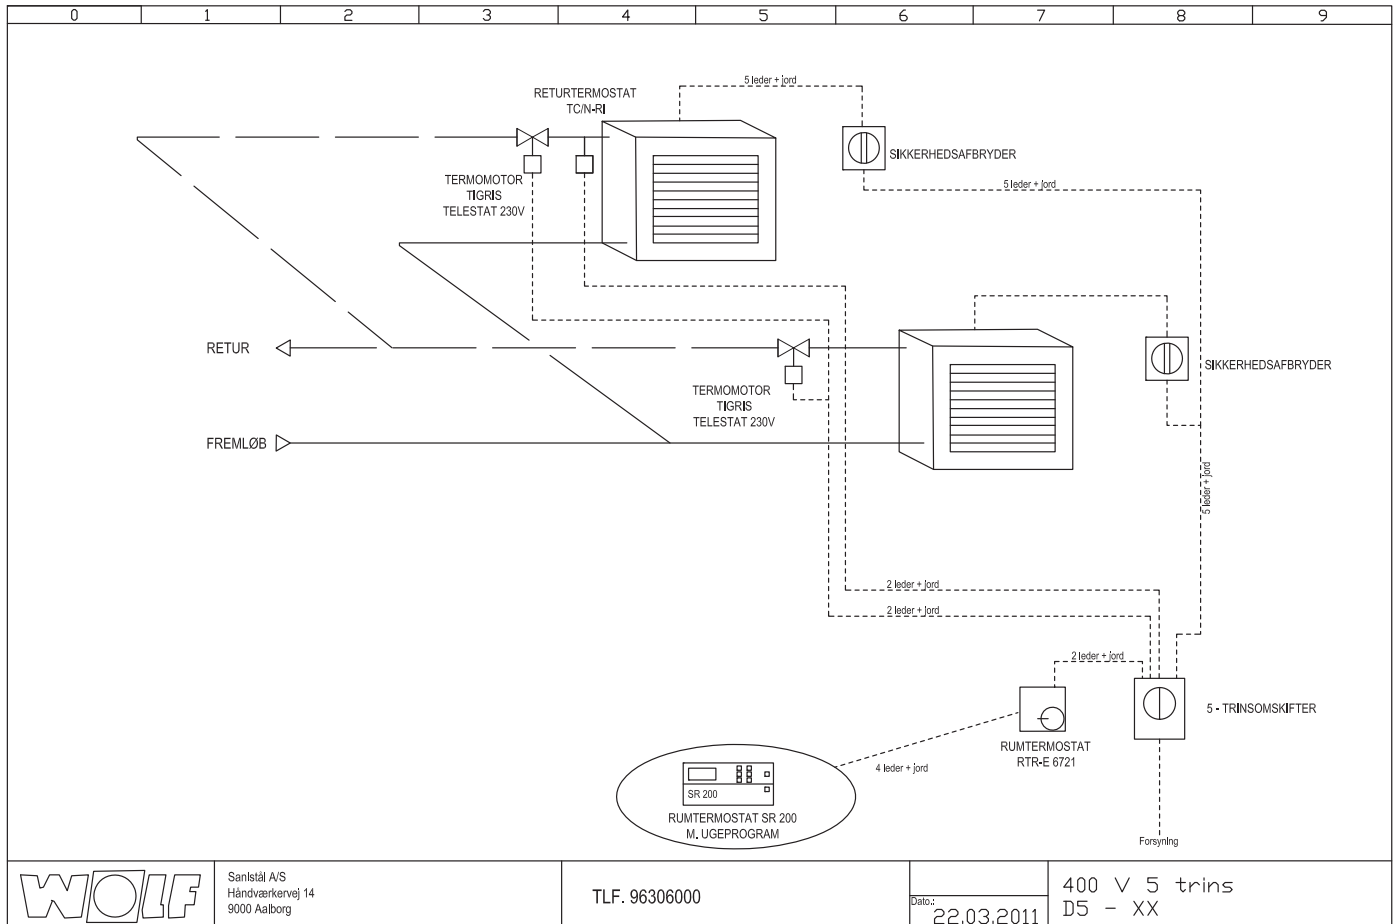 0 1 2 3 4 5 6 7 8 9
5 leder + jord
RETURTERMOSTAT
TC/N-RI
SIKKERHEDSAFBRYDER
TERMOMOTOR
TIGRIS
TELESTAT 230V
5 leder + jord
RETUR
SIKKERHEDSAFBRYDER
TERMOMOTOR
TIGRIS
TELESTAT 230V
FREMLØB
5 leder + jord
2 leder + jord
2 leder + jord
2 leder + jord
5 - TRINSOMSKIFTER
RUMTERMOSTAT
RTR-E 6721
4 leder + jord
SR 200
RUMTERMOSTAT SR 200
M. UGEPROGRAM
Forsyning
WOLF
Sanistål A/S
Håndværkervej 14
9000 Aalborg
TLF. 96306000
Dato.:
22.03.2011
400 V 5 trins
D5 - XX